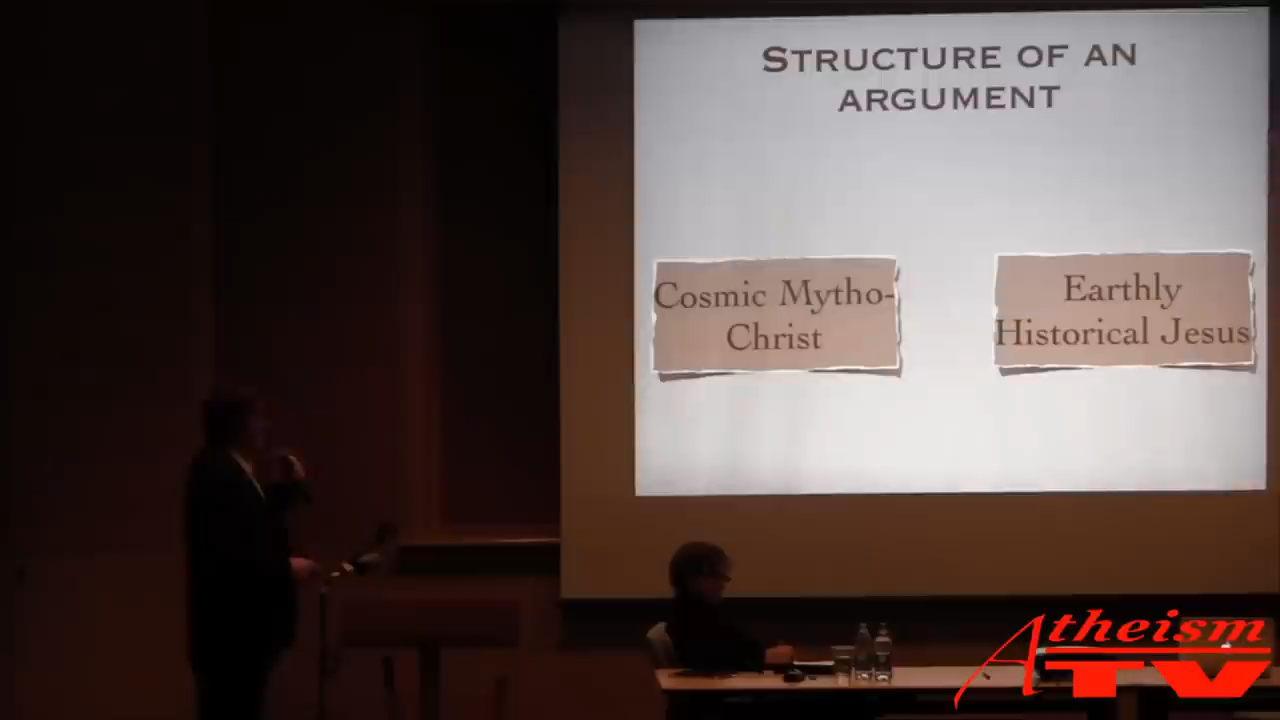 STRUCTURE OF AN
ARGUMENT
Cosmic Mytho-
Christ
Earthly
Historical Jesus
Atheism
TV